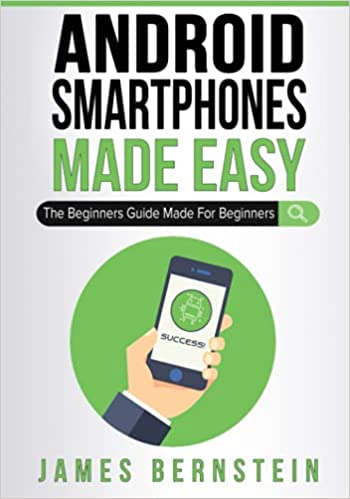 ANDROID
SMARTPHONES
MADE EASY
The Beginners Guide Made For Beginners
SUCCESS!
JAMES BERNSTEIN